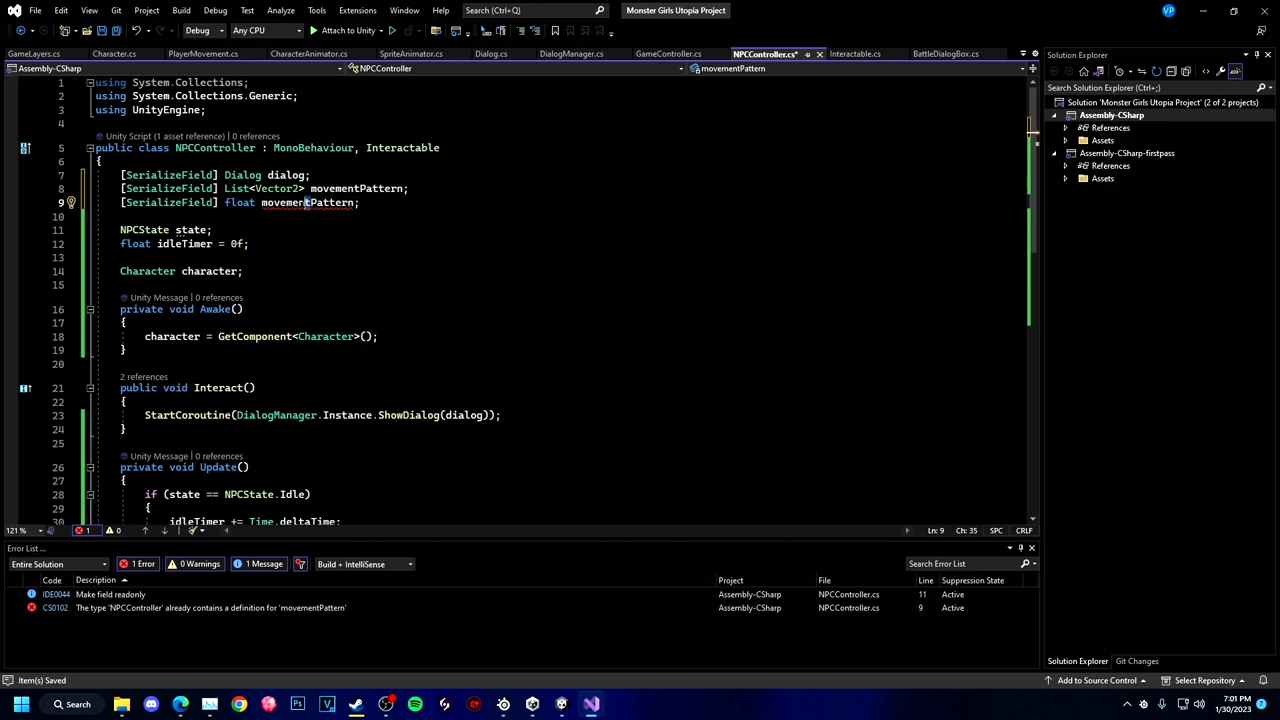 File Edit View Git Project Build Debug Test Analyze Tools Extensions Window Help Search (Ctrl+Q) Monster Girls Utopia Project VP
Debug Any CPU Attach to Unity
GameLayers.cs Character.cs PlayerMovement.cs CharacterAnimator.cs SpriteAnimator.cs Dialog.cs DialogManager.cs GameController.cs NPCController.cs* Interactable.cs BattleDialogBox.cs Solution Explorer
Assembly-CSharp NPCController movementPattern
Search Solution Explorer (Ctrl+;)
Solution 'Monster Girls Utopia Project' (2 of 2 projects)
Assembly-CSharp
References
Assets
Assembly-CSharp-firstpass
References
Assets
1 using System.Collections;
2 using System.Collections.Generic;
3 using UnityEngine;
4
Unity Script (1 asset reference) | 0 references
5 public class NPCController : MonoBehaviour, Interactable
6 {
7 [SerializeField] Dialog dialog;
8 [SerializeField] List<Vector2> movementPattern;
9 [SerializeField] float movementPattern;
10
11 NPCState state;
12 float idleTimer = 0f;
13
14 Character character;
15
Unity Message | 0 references
16 private void Awake()
17 {
18 character = GetComponent<Character>();
19 }
20
2 references
21 public void Interact()
22 {
23 StartCoroutine(DialogManager.Instance.ShowDialog(dialog));
24 }
25
Unity Message | 0 references
26 private void Update()
27 {
28 if (state == NPCState.Idle)
29 {
30 idleTimer += Time.deltaTime;
121 % 1 0 Ln: 9 Ch: 35 SPC CRLF
Error List ...
Entire Solution 1 Error 0 Warnings 1 Message Build + IntelliSense Search Error List
Code Description Project File Line Suppression State
IDE0044 Make field readonly Assembly-CSharp NPCController.cs 11 Active
CS0102 The type 'NPCController' already contains a definition for 'movementPattern' Assembly-CSharp NPCController.cs 9 Active
Solution Explorer Git Changes
Item(s) Saved Add to Source Control Select Repository
Search 7:01 PM
1/30/2023